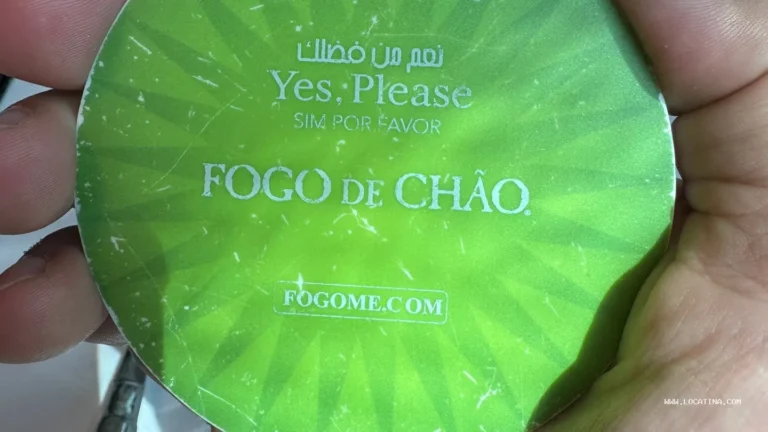 نعم من فضلك
Yes, Please
SIM POR FAVOR
FOGO DE CHÃO.
FOGOME.COM
WWW.LOCATINA.COM